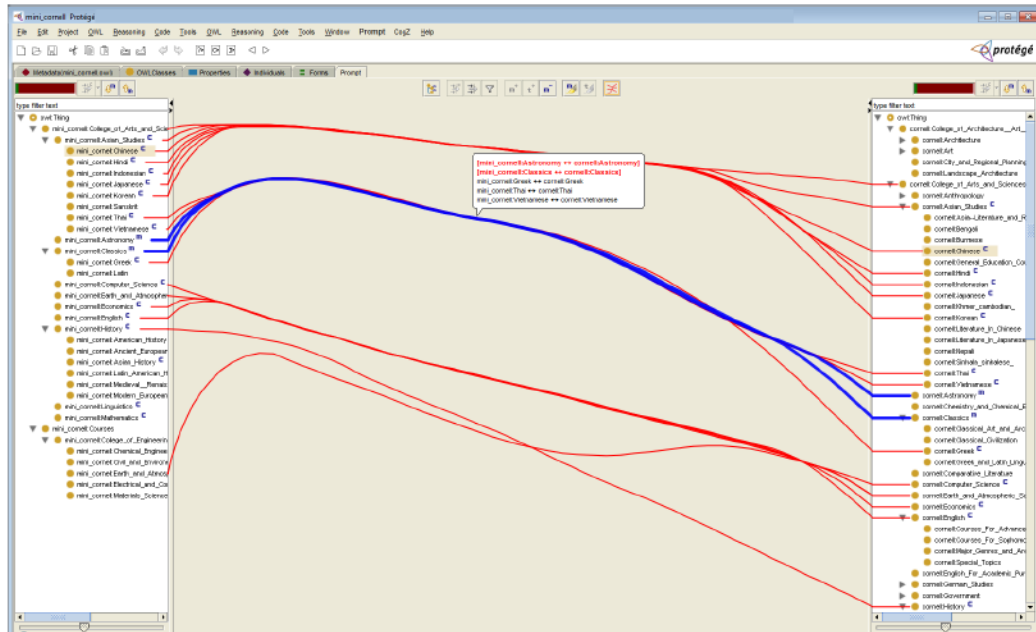 mini_cornell Protégé
File Edit Project OWL Reasoning Code Tools OWL Reasoning Code Tools Window Prompt CogZ Help
protégé
Metadata(mini_cornell.owl) OWLClasses Properties Individuals Forms Prompt
type filter text
owl:Thing
mini_cornell:College_of_Arts_and_Scie
mini_cornell:Asian_Studies C
mini_cornell:Chinese C
mini_cornell:Hindi C
mini_cornell:Indonesian C
mini_cornell:Japanese C
mini_cornell:Korean C
mini_cornell:Sanskrit
mini_cornell:Thai C
mini_cornell:Vietnamese C
mini_cornell:Astronomy m
mini_cornell:Classics m
mini_cornell:Greek C
mini_cornell:Latin
mini_cornell:Computer_Science C
mini_cornell:Earth_and_Atmosphe
mini_cornell:Economics C
mini_cornell:English C
mini_cornell:History C
mini_cornell:American_History
mini_cornell:Ancient_European
mini_cornell:Asian_History C
mini_cornell:Latin_American_H
mini_cornell:Medieval__Renais
mini_cornell:Modern_European
mini_cornell:Linguistics C
mini_cornell:Mathematics C
mini_cornell:Courses
mini_cornell:College_of_Engineerin
mini_cornell:Chemical_Enginee
mini_cornell:Civil_and_Environ
mini_cornell:Earth_and_Atmos
mini_cornell:Electrical_and_Co
mini_cornell:Materials_Science
[mini_cornell:Astronomy ↔ cornell:Astronomy]
[mini_cornell:Classics ↔ cornell:Classics]
mini_cornell:Greek ↔ cornell:Greek
mini_cornell:Thai ↔ cornell:Thai
mini_cornell:Vietnamese ↔ cornell:Vietnamese
type filter text
owl:Thing
cornell:College_of_Architecture__Art_
cornell:Architecture
cornell:Art
cornell:City_and_Regional_Planning
cornell:Landscape_Architecture
cornell:College_of_Arts_and_Sciences
cornell:Anthropology
cornell:Asian_Studies C
cornell:Asia–Literature_and_R
cornell:Bengali
cornell:Burmese
cornell:Chinese C
cornell:General_Education_Cou
cornell:Hindi C
cornell:Indonesian C
cornell:Japanese C
cornell:Khmer_cambodian_
cornell:Korean C
cornell:Literature_in_Chinese
cornell:Literature_in_Japanese
cornell:Nepali
cornell:Sinhala_sinhalese_
cornell:Thai C
cornell:Vietnamese C
cornell:Astronomy m
cornell:Chemistry_and_Chemical_E
cornell:Classics m
cornell:Classical_Art_and_Arc
cornell:Classical_Civilization
cornell:Greek C
cornell:Greek_and_Latin_Lingu
cornell:Comparative_Literature
cornell:Computer_Science C
cornell:Earth_and_Atmospheric_Sc
cornell:Economics C
cornell:English C
cornell:Courses_For_Advance
cornell:Courses_For_Sophomo
cornell:Major_Genres_and_Are
cornell:Special_Topics
cornell:English_For_Academic_Pur
cornell:German_Studies
cornell:Government
cornell:History C